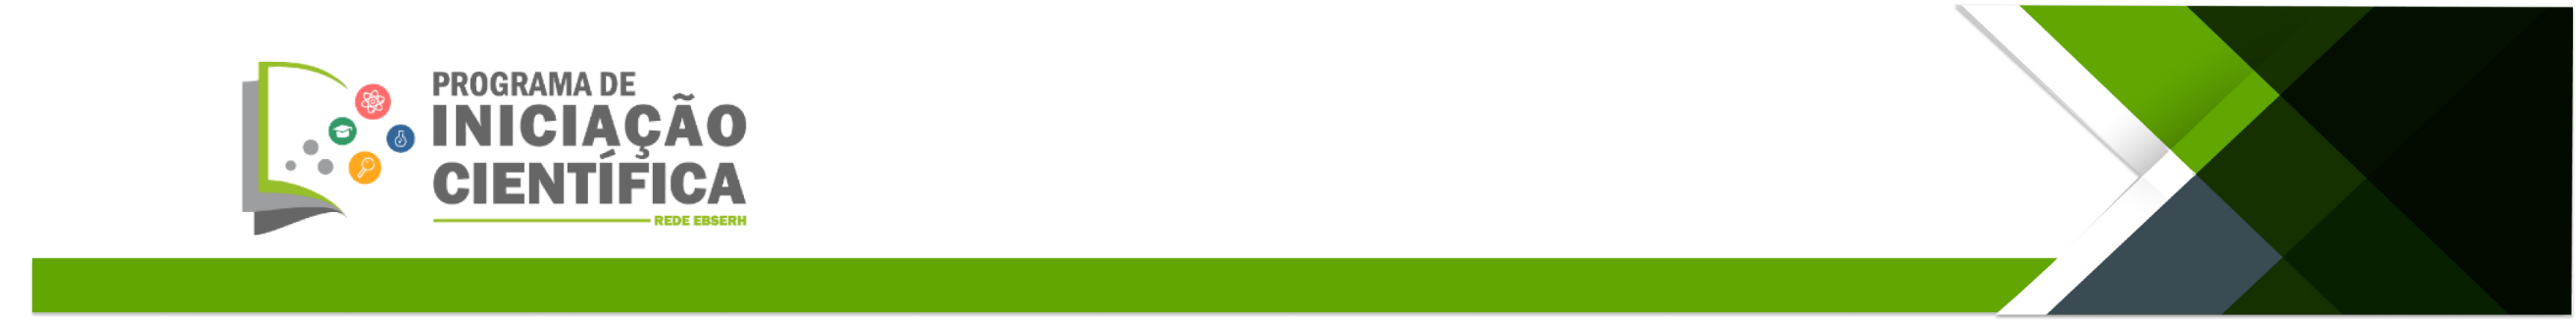 PROGRAMA DE
INICIAÇÃO
CIENTÍFICA
REDE EBSERH